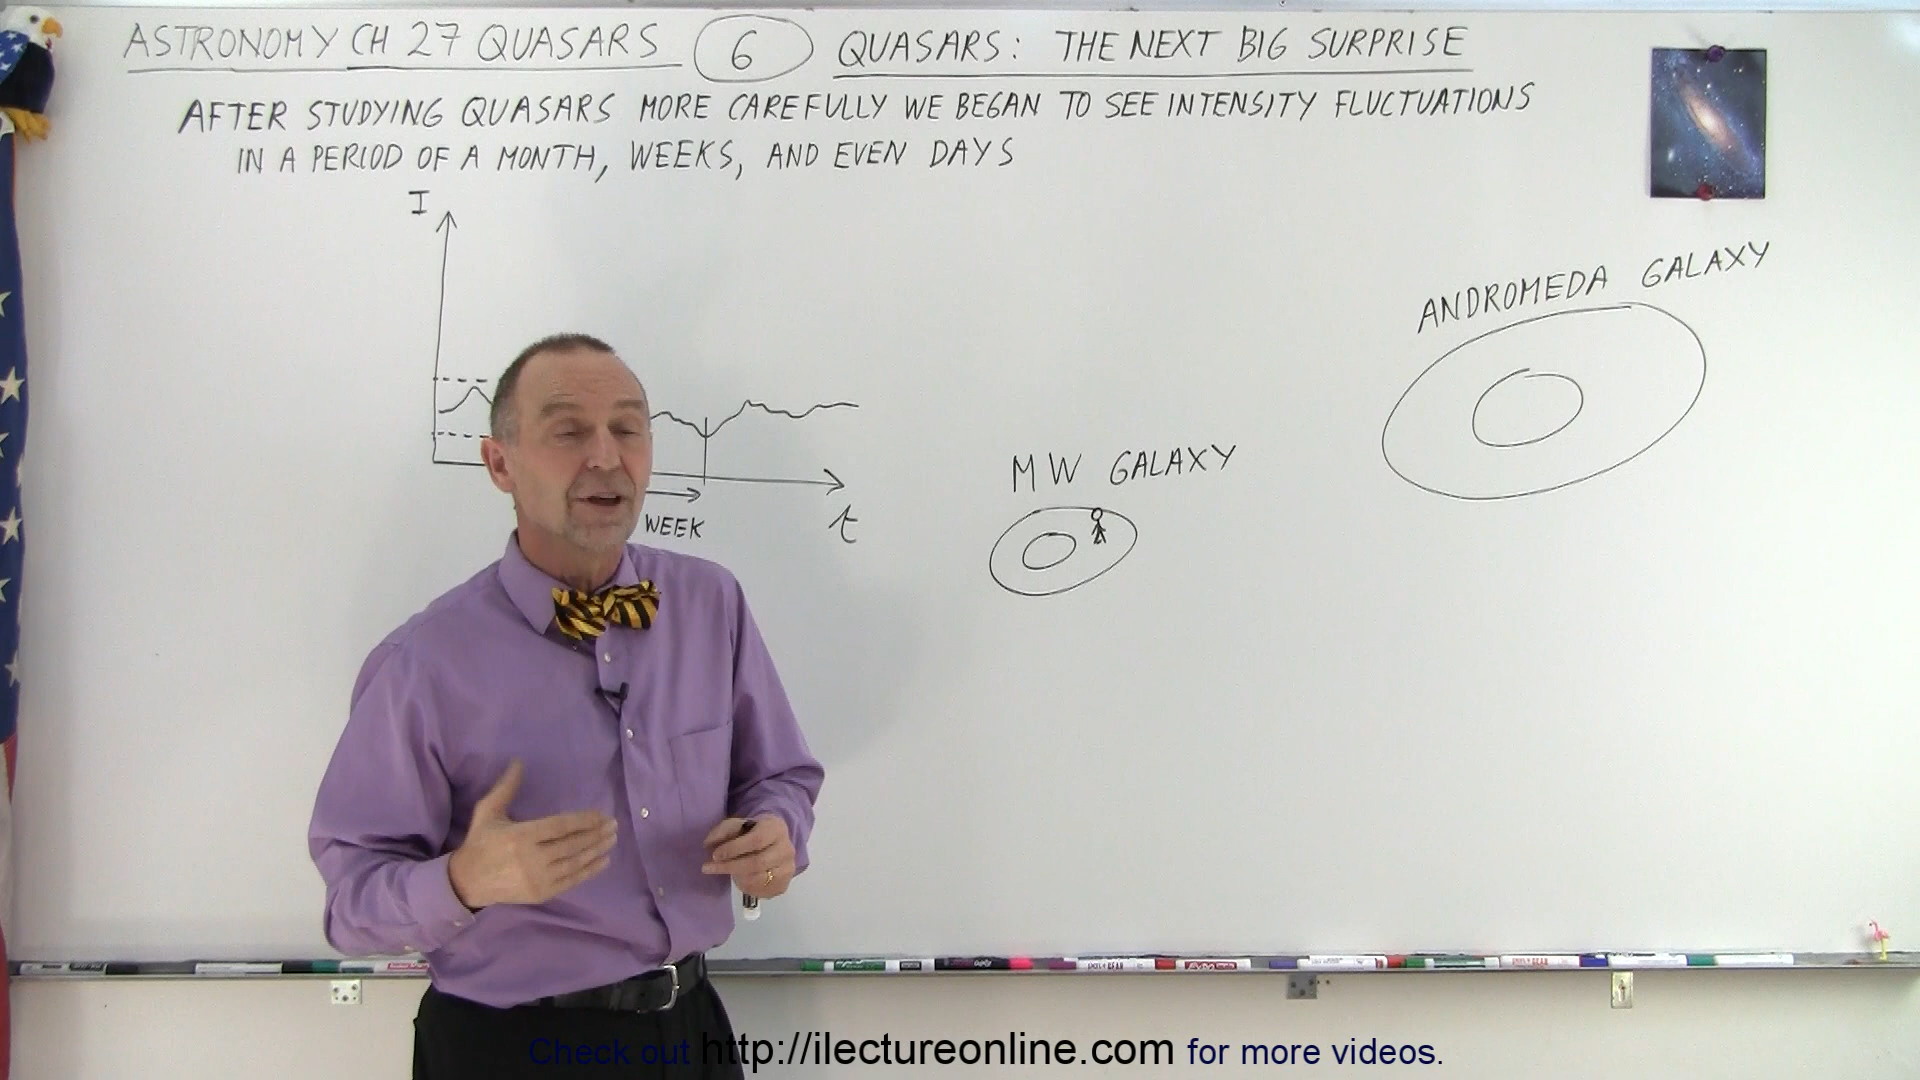 ASTRONOMY CH 27 QUASARS 6 QUASARS: THE NEXT BIG SURPRISE
AFTER STUDYING QUASARS MORE CAREFULLY WE BEGAN TO SEE INTENSITY FLUCTUATIONS
IN A PERIOD OF A MONTH, WEEKS, AND EVEN DAYS
I
ANDROMEDA GALAXY
MW GALAXY
WEEK
t
Check out http://ilectureonline.com for more videos.